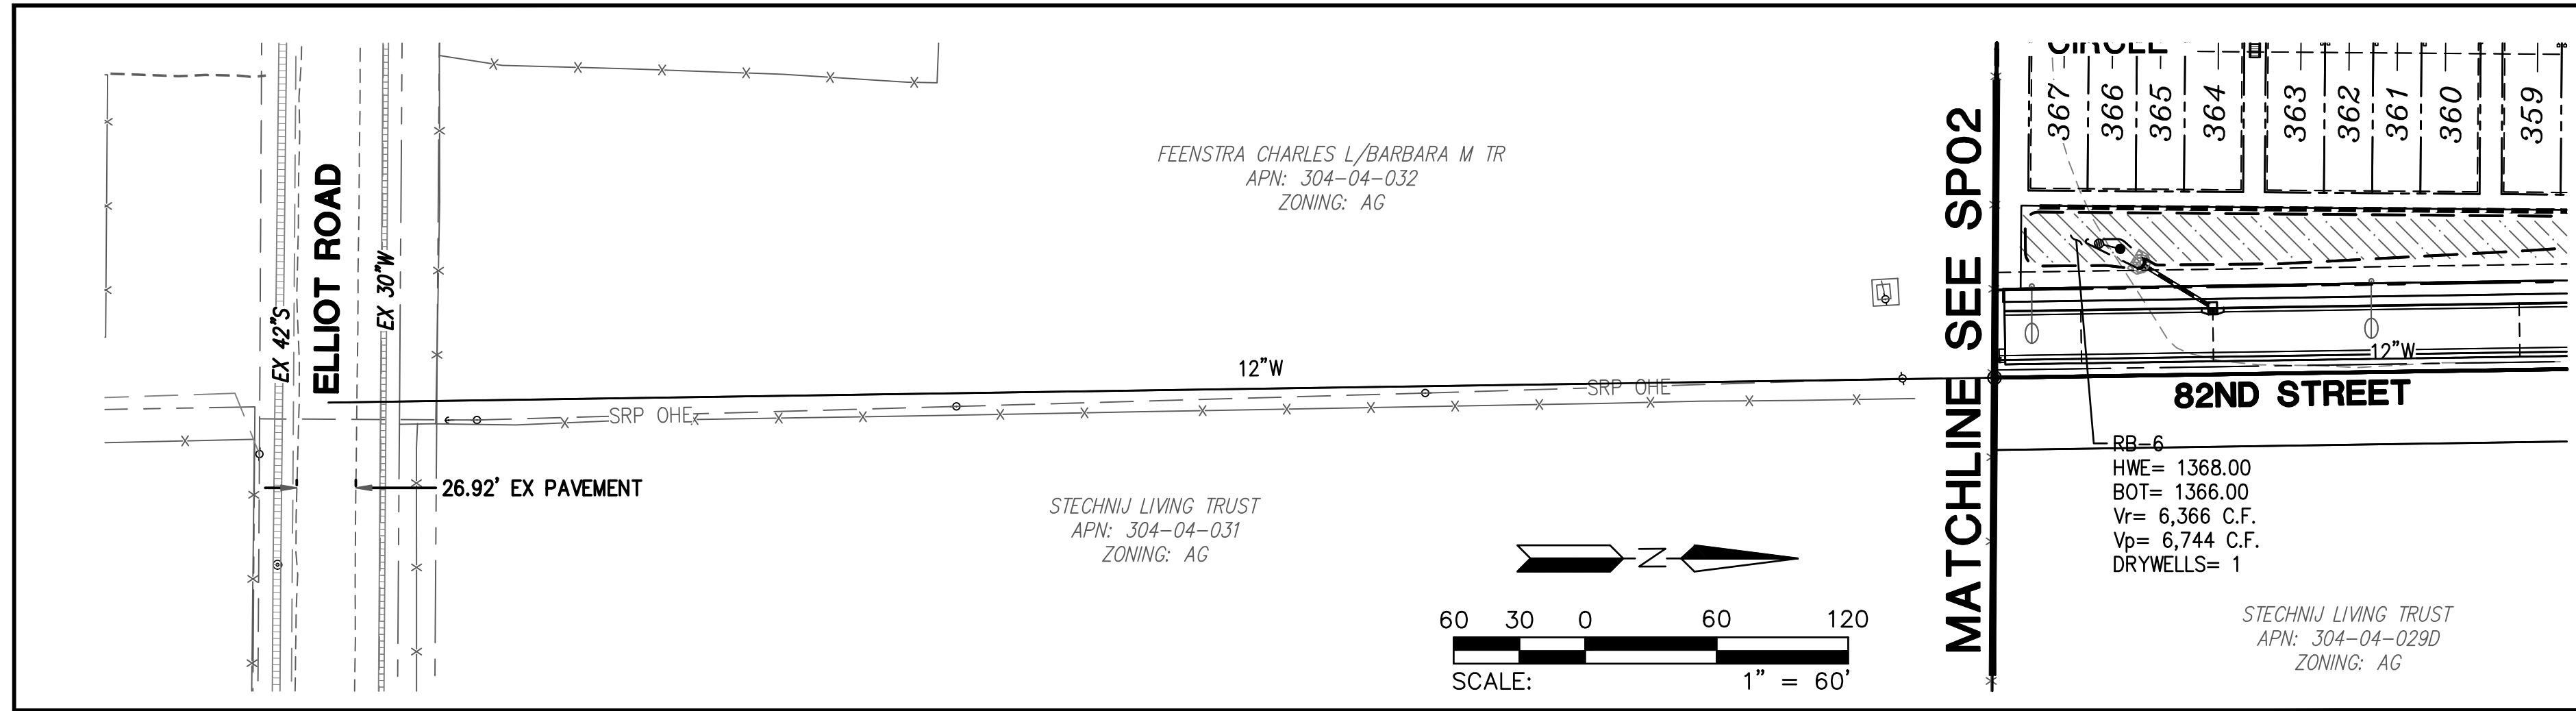 EX 42"S
ELLIOT ROAD
EX 30"W
26.92' EX PAVEMENT
FEENSTRA CHARLES L/BARBARA M TR
APN: 304-04-032
ZONING: AG
12"W
SRP OHE
SRP OHE
STECHNIJ LIVING TRUST
APN: 304-04-031
ZONING: AG
Z
60 30 0 60 120
SCALE: 1" = 60'
MATCHLINE SEE SP02
CIRCLE
367
366
365
364
363
362
361
360
359
12"W
82ND STREET
RB-6
HWE= 1368.00
BOT= 1366.00
Vr= 6,366 C.F.
Vp= 6,744 C.F.
DRYWELLS= 1
STECHNIJ LIVING TRUST
APN: 304-04-029D
ZONING: AG